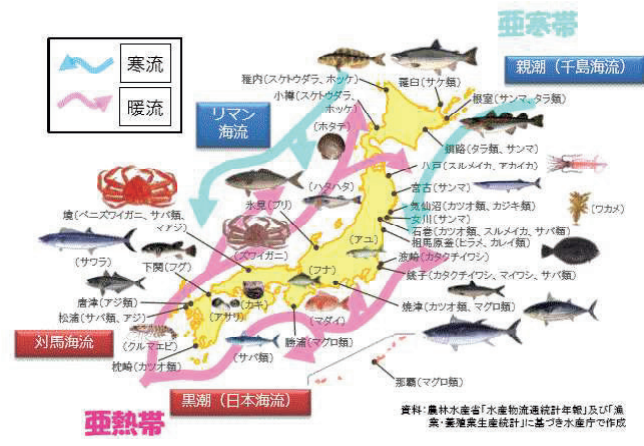 亜寒帯
寒流
暖流
親潮（千島海流）
リマン
海流
稚内（スケトウダラ、ホッケ）
小樽（スケトウダラ、
ホッケ）
羅臼（サケ類）
根室（サンマ、タラ類）
（ホタテ）
釧路（タラ類、サンマ）
八戸（スルメイカ、アカイカ）
（ハタハタ）
宮古（サンマ）
氷見（ブリ）
気仙沼（カツオ類、カジキ類）
女川（サンマ）
（ワカメ）
石巻（カツオ類、スルメイカ、サバ類）
相馬原釜（ヒラメ、カレイ類）
境（ベニズワイガニ、サバ類、
マアジ）
（ズワイガニ）
（アユ）
波崎（カタクチイワシ）
（サワラ）
（フナ）
銚子（カタクチイワシ、マイワシ、サバ類）
下関（フグ）
唐津（アジ類）
（カキ）
焼津（カツオ類、マグロ類）
松浦（サバ類、アジ）
（アサリ）
（マダイ）
対馬海流
（クルマエビ）
勝浦（マグロ類）
枕崎（カツオ類）
（サバ類）
那覇（マグロ類）
黒潮（日本海流）
亜熱帯
資料：農林水産省「水産物流通統計年報」及び「漁
業・養殖業生産統計」に基づき水産庁で作成